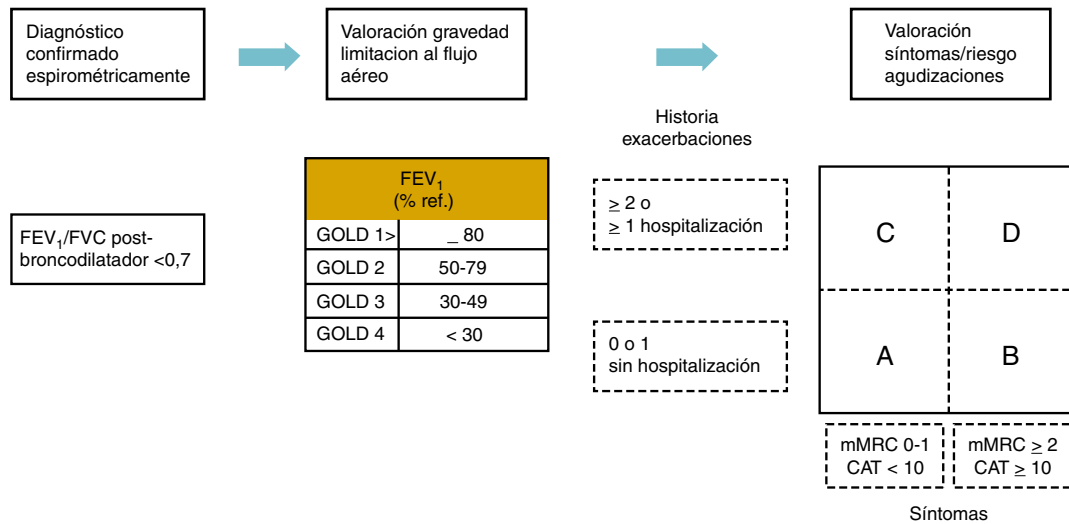 Diagnóstico
confirmado
espirométricamente
Valoración gravedad
limitacion al flujo
aéreo
Valoración
síntomas/riesgo
agudizaciones
Historia
exacerbaciones
FEV₁/FVC post-
broncodilatador <0,7
FEV₁
(% ref.)
GOLD 1> _ 80
GOLD 2 50-79
GOLD 3 30-49
GOLD 4 < 30
≥ 2 o
≥ 1 hospitalización
0 o 1
sin hospitalización
C D
A B
mMRC 0-1
CAT < 10
mMRC ≥ 2
CAT ≥ 10
Síntomas